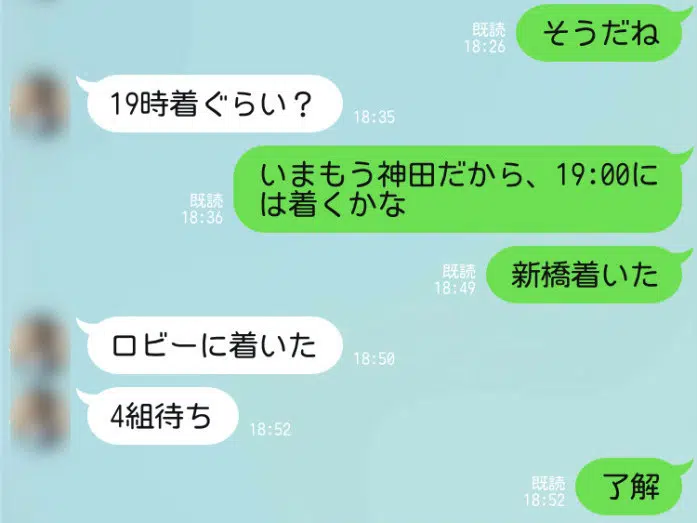 そうだね
既読
18:26
19時着ぐらい？
18:35
いまもう神田だから、19:00に
は着くかな
既読
18:36
新橋着いた
既読
18:49
ロビーに着いた
18:50
4組待ち
18:52
了解
既読
18:52